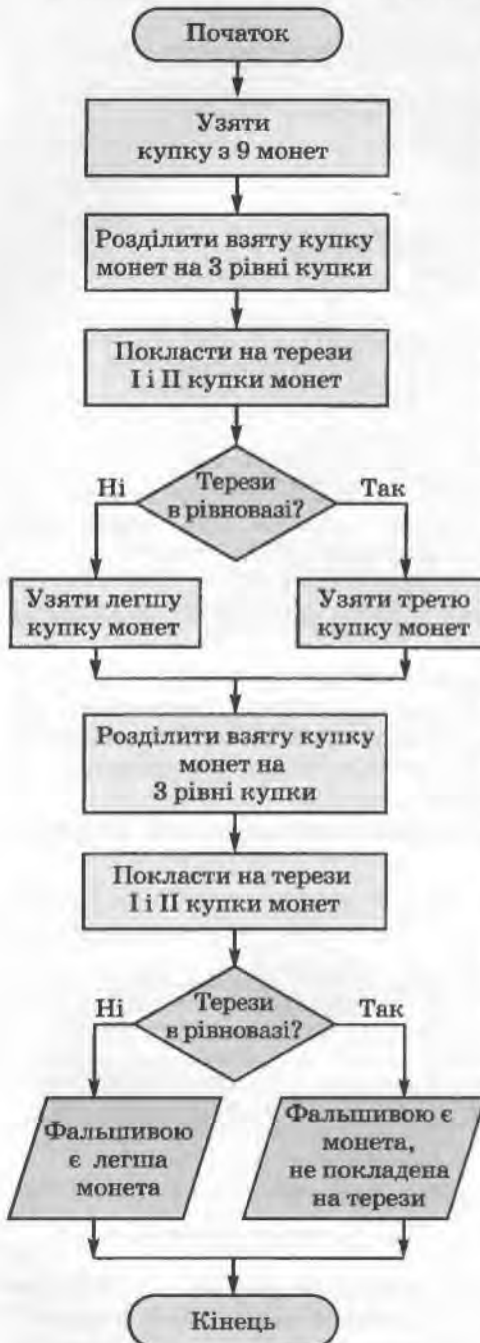 Початок
Узяти
купку з 9 монет
Розділити взяту купку
монет на 3 рівні купки
Покласти на терези
I і II купки монет
Терези
в рівновазі?
Ні
Так
Узяти легшу
купку монет
Узяти третю
купку монет
Розділити взяту купку
монет на
3 рівні купки
Покласти на терези
I і II купки монет
Терези
в рівновазі?
Ні
Так
Фальшивою
є легша
монета
Фальшивою є
монета,
не покладена
на терези
Кінець